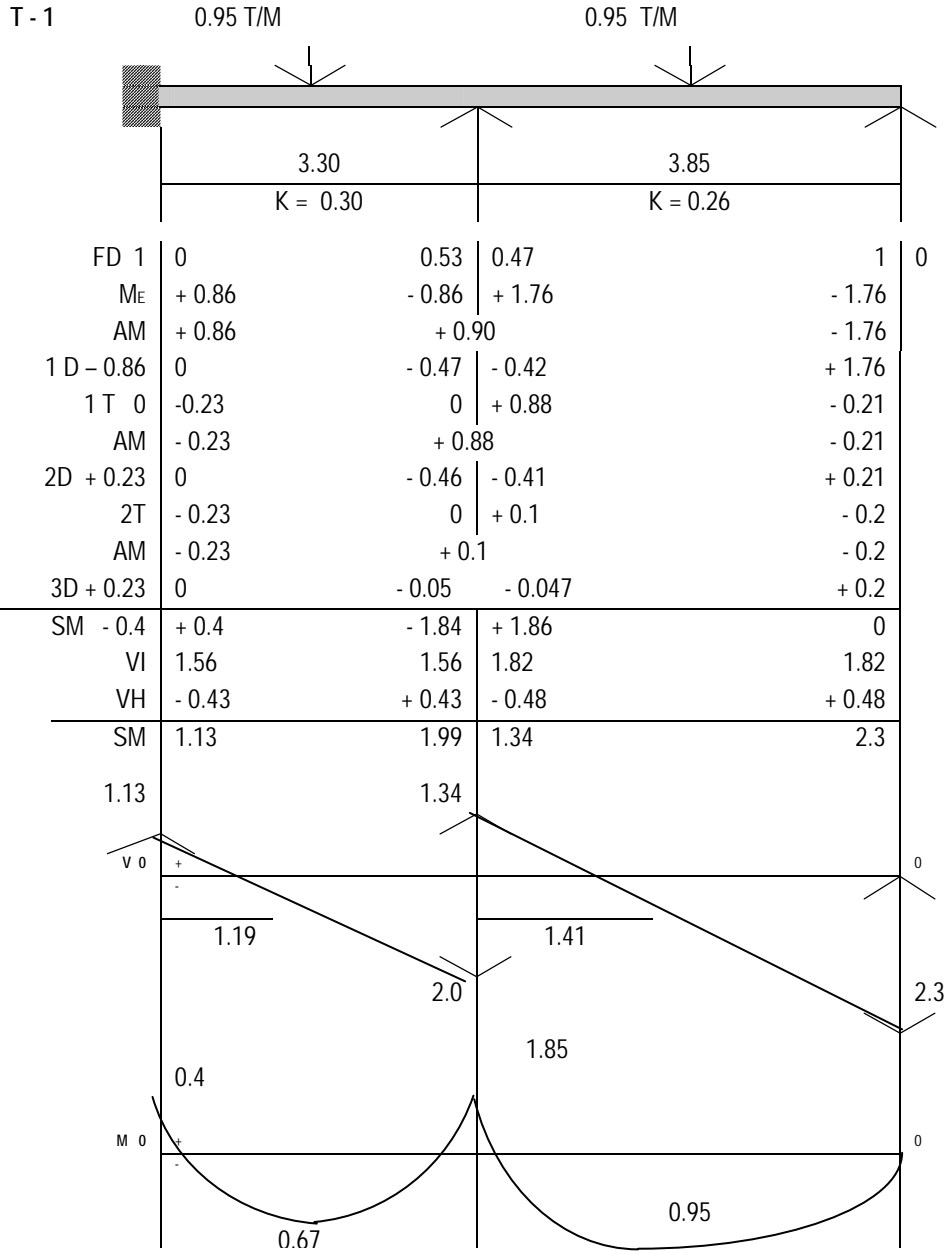 T - 1 0.95 T/M 0.95 T/M
3.30 3.85
K = 0.30 K = 0.26
FD 1 0 0.53 0.47 1 0
ME + 0.86 - 0.86 + 1.76 - 1.76
AM + 0.86 + 0.90 - 1.76
1 D – 0.86 0 - 0.47 - 0.42 + 1.76
1 T 0 -0.23 0 + 0.88 - 0.21
AM - 0.23 + 0.88 - 0.21
2D + 0.23 0 - 0.46 - 0.41 + 0.21
2T - 0.23 0 + 0.1 - 0.2
AM - 0.23 + 0.1 - 0.2
3D + 0.23 0 - 0.05 - 0.047 + 0.2
SM - 0.4 + 0.4 - 1.84 + 1.86 0
VI 1.56 1.56 1.82 1.82
VH - 0.43 + 0.43 - 0.48 + 0.48
SM 1.13 1.99 1.34 2.3
1.13 1.34
V 0 + 0
-
1.19 1.41
2.0 2.3
1.85
0.4
M 0 + 0
-
0.95
0.67